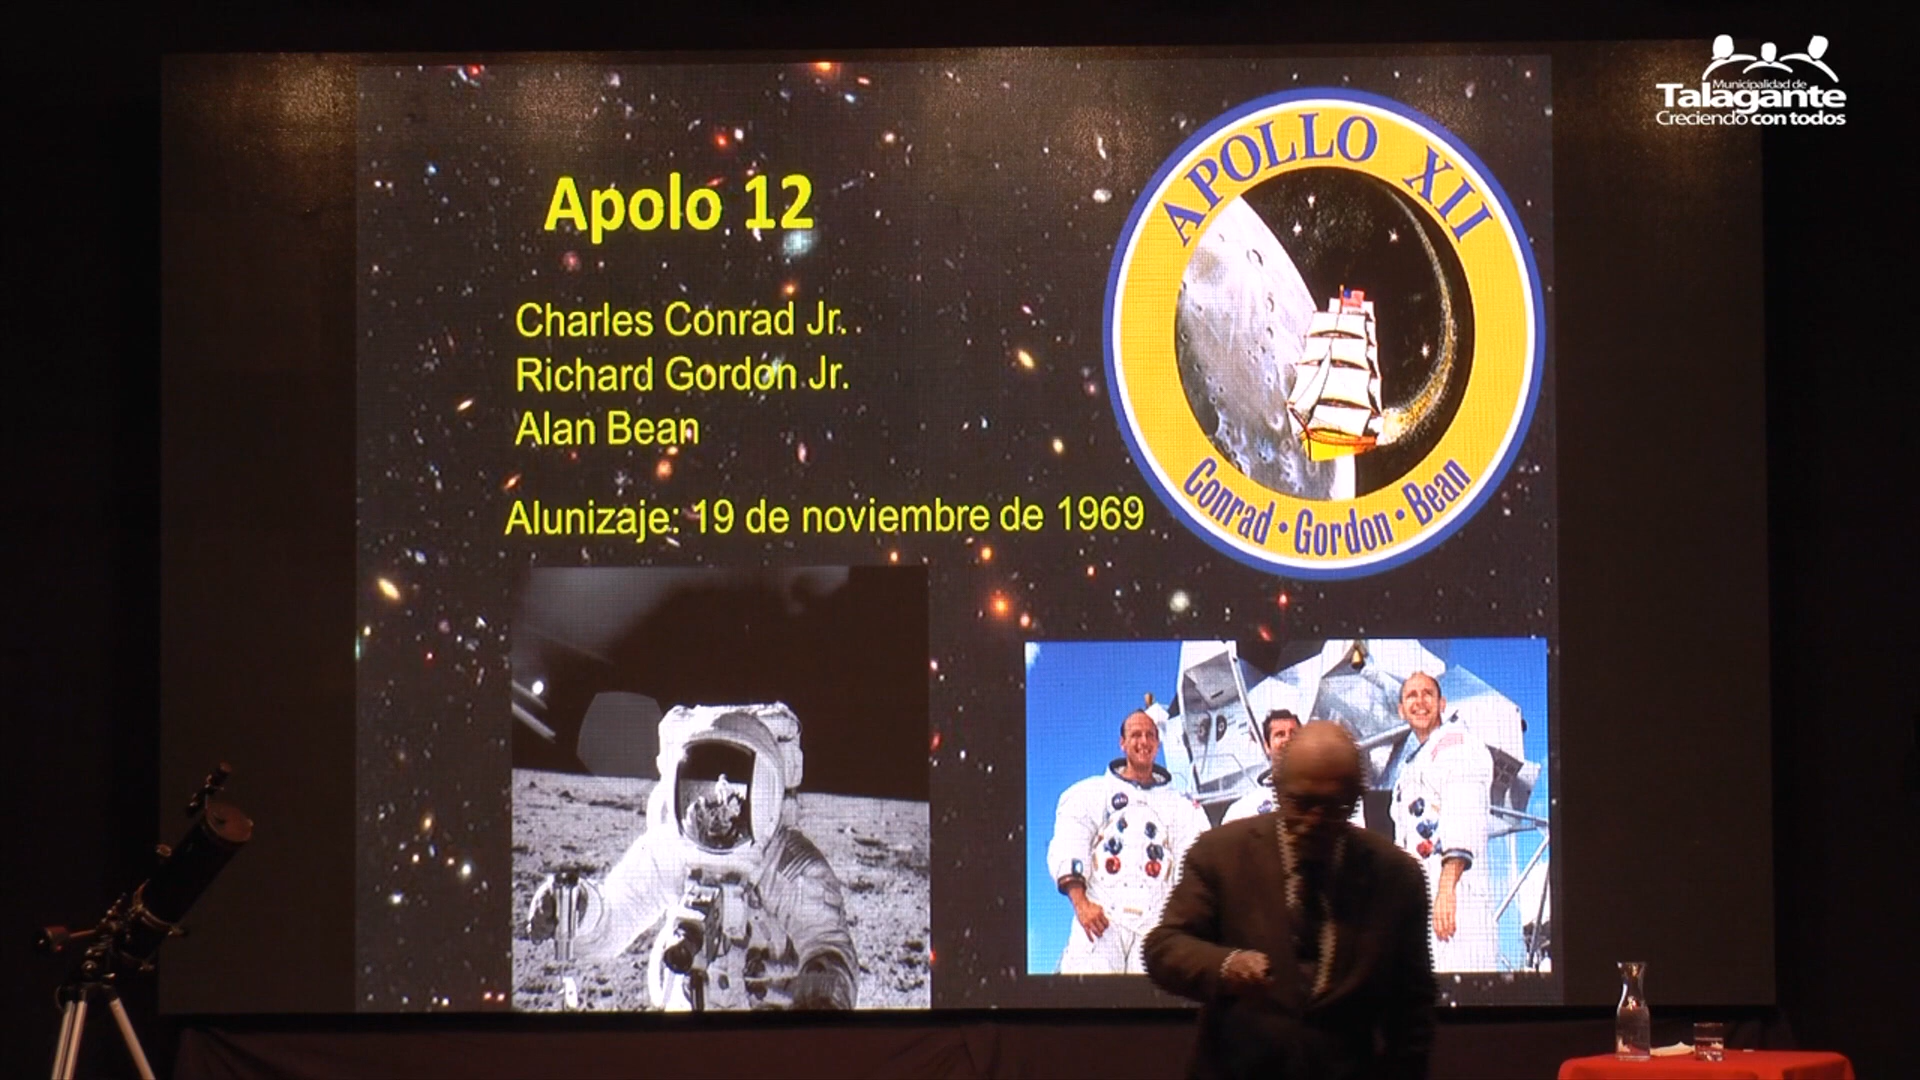 Municipalidad de
Talagante
Creciendo con todos
Apolo 12
Charles Conrad Jr.
Richard Gordon Jr.
Alan Bean
Alunizaje: 19 de noviembre de 1969
APOLLO XII
Conrad • Gordon • Bean